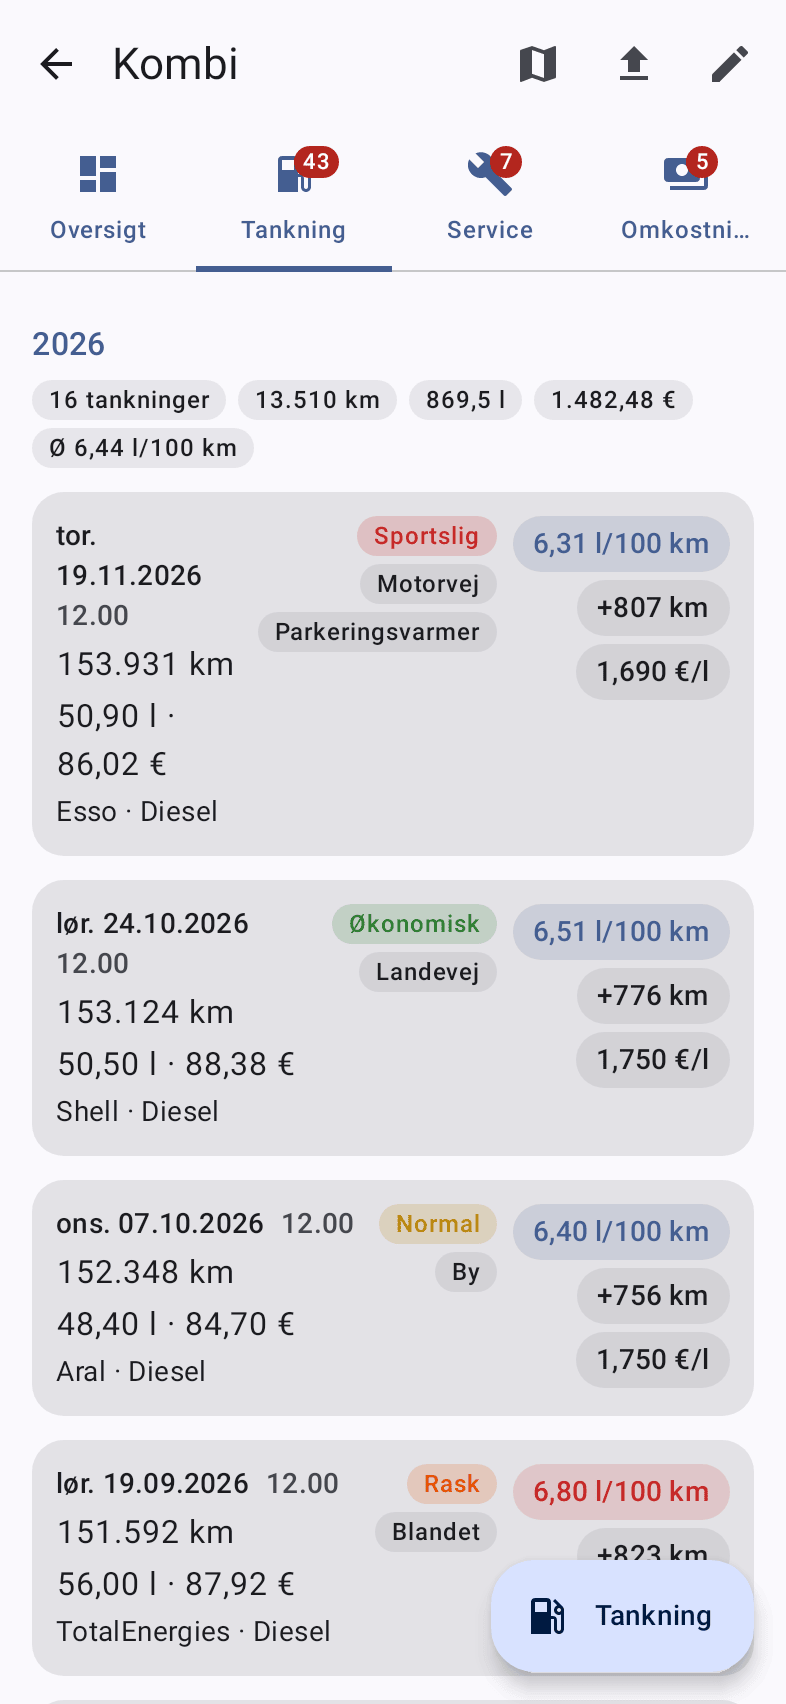 Kombi
43
7
5
Oversigt
Tankning
Service
Omkostni…
2026
16 tankninger
13.510 km
869,5 l
1.482,48 €
Ø 6,44 l/100 km
tor.
19.11.2026
12.00
153.931 km
50,90 l ·
86,02 €
Esso · Diesel
Sportslig
Motorvej
Parkeringsvarmer
6,31 l/100 km
+807 km
1,690 €/l
lør. 24.10.2026
12.00
153.124 km
50,50 l · 88,38 €
Shell · Diesel
Økonomisk
Landevej
6,51 l/100 km
+776 km
1,750 €/l
ons. 07.10.2026 12.00
152.348 km
48,40 l · 84,70 €
Aral · Diesel
Normal
By
6,40 l/100 km
+756 km
1,750 €/l
lør. 19.09.2026 12.00
151.592 km
56,00 l · 87,92 €
TotalEnergies · Diesel
Rask
Blandet
6,80 l/100 km
+823 km
Tankning